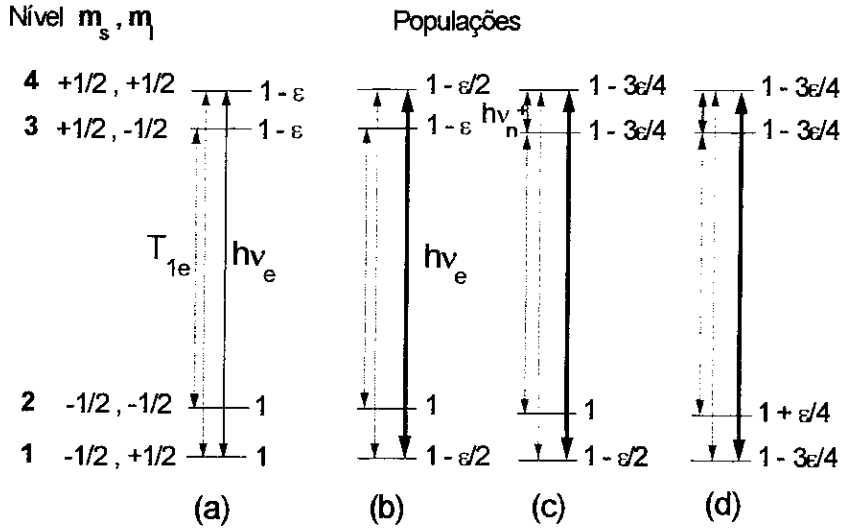 Nível m_s , m_l Populações
4 +1/2 , +1/2 1 - ε 1 - ε/2 1 - 3ε/4 1 - 3ε/4
hν_n+
3 +1/2, -1/2 1 - ε 1 - ε 1 - 3ε/4 1 - 3ε/4
T_1e hν_e hν_e
2 -1/2 , -1/2 1 1 1 1 + ε/4
1 -1/2 , +1/2 1 1 - ε/2 1 - ε/2 1 - 3ε/4
(a) (b) (c) (d)